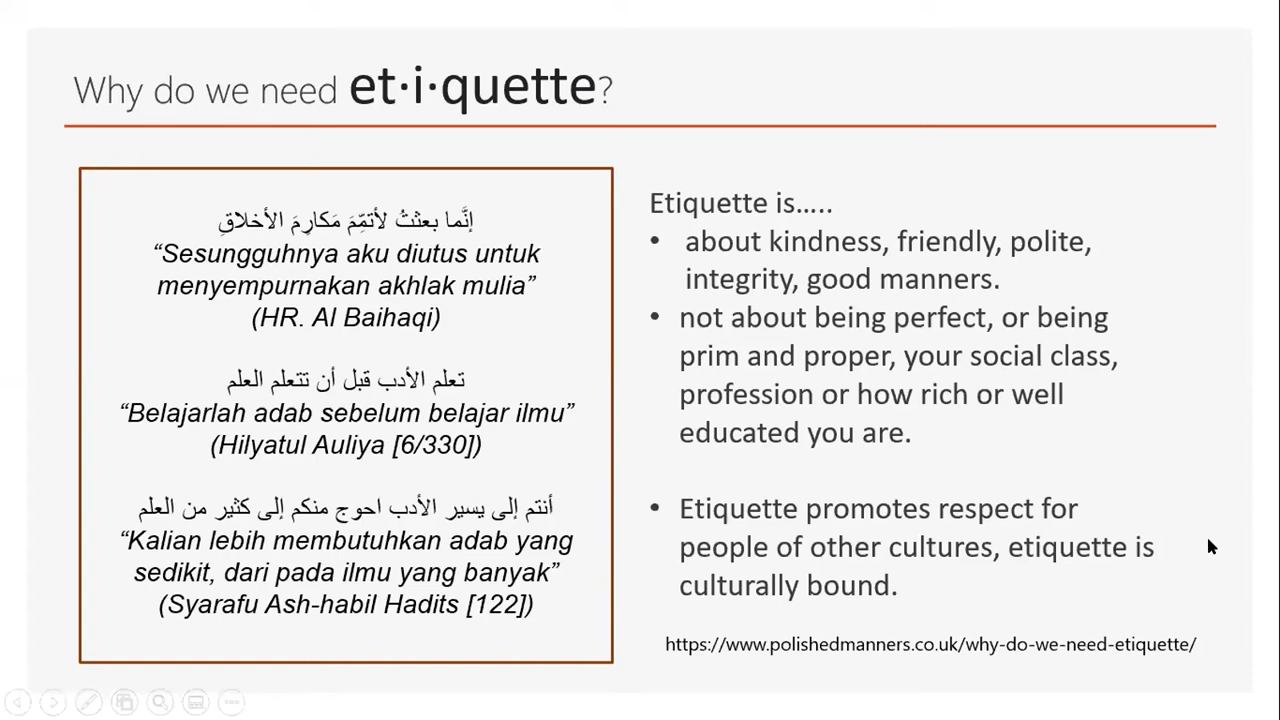 Why do we need et·i·quette?
إنَّما بعثتُ لأتمِّمَ مَكارِمَ الأخلاقِ
“Sesungguhnya aku diutus untuk
menyempurnakan akhlak mulia”
(HR. Al Baihaqi)
تعلم الأدب قبل أن تتعلم العلم
“Belajarlah adab sebelum belajar ilmu”
(Hilyatul Auliya [6/330])
أنتم إلى يسير الأدب احوج منكم إلى كثير من العلم
“Kalian lebih membutuhkan adab yang
sedikit, dari pada ilmu yang banyak”
(Syarafu Ash-habil Hadits [122])
Etiquette is…..
• about kindness, friendly, polite,
integrity, good manners.
• not about being perfect, or being
prim and proper, your social class,
profession or how rich or well
educated you are.
• Etiquette promotes respect for
people of other cultures, etiquette is
culturally bound.
https://www.polishedmanners.co.uk/why-do-we-need-etiquette/